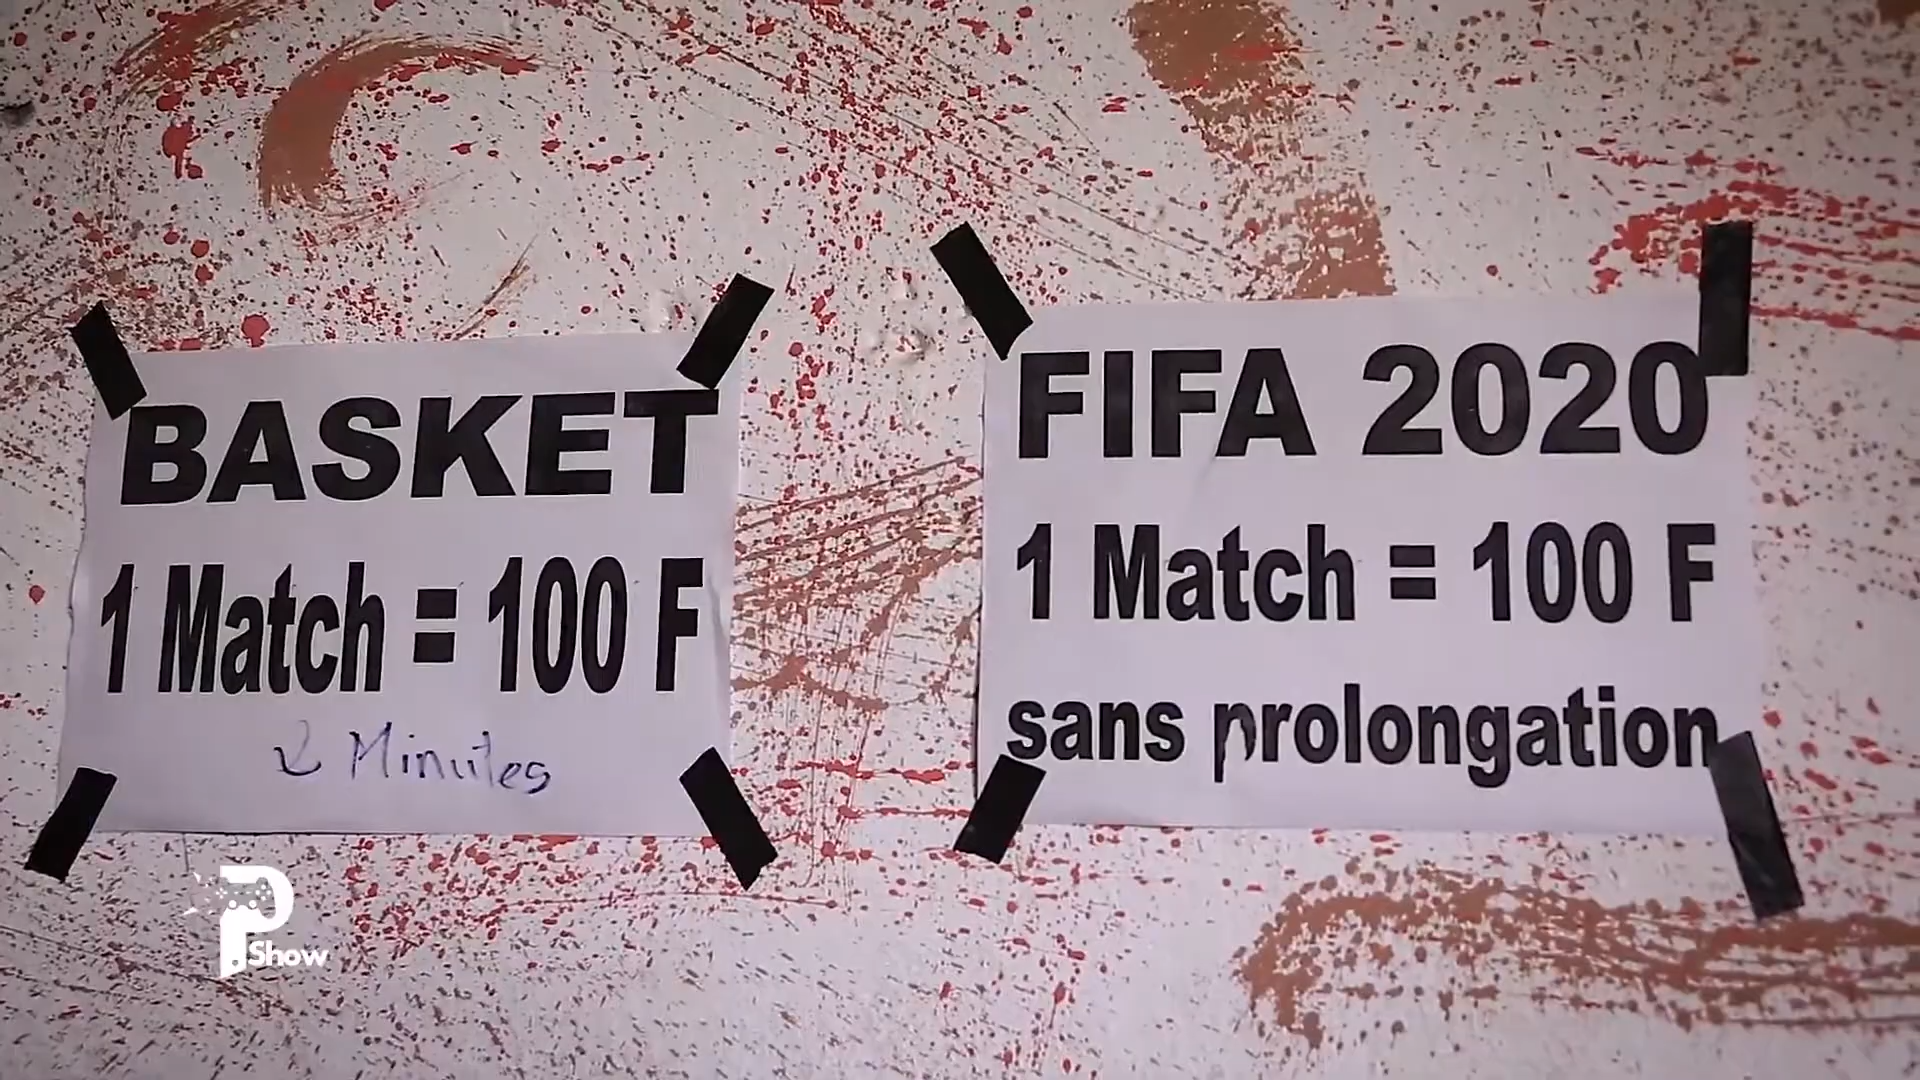 BASKET
1 Match = 100 F
2 Minutes
FIFA 2020
1 Match = 100 F
sans prolongation
P Show